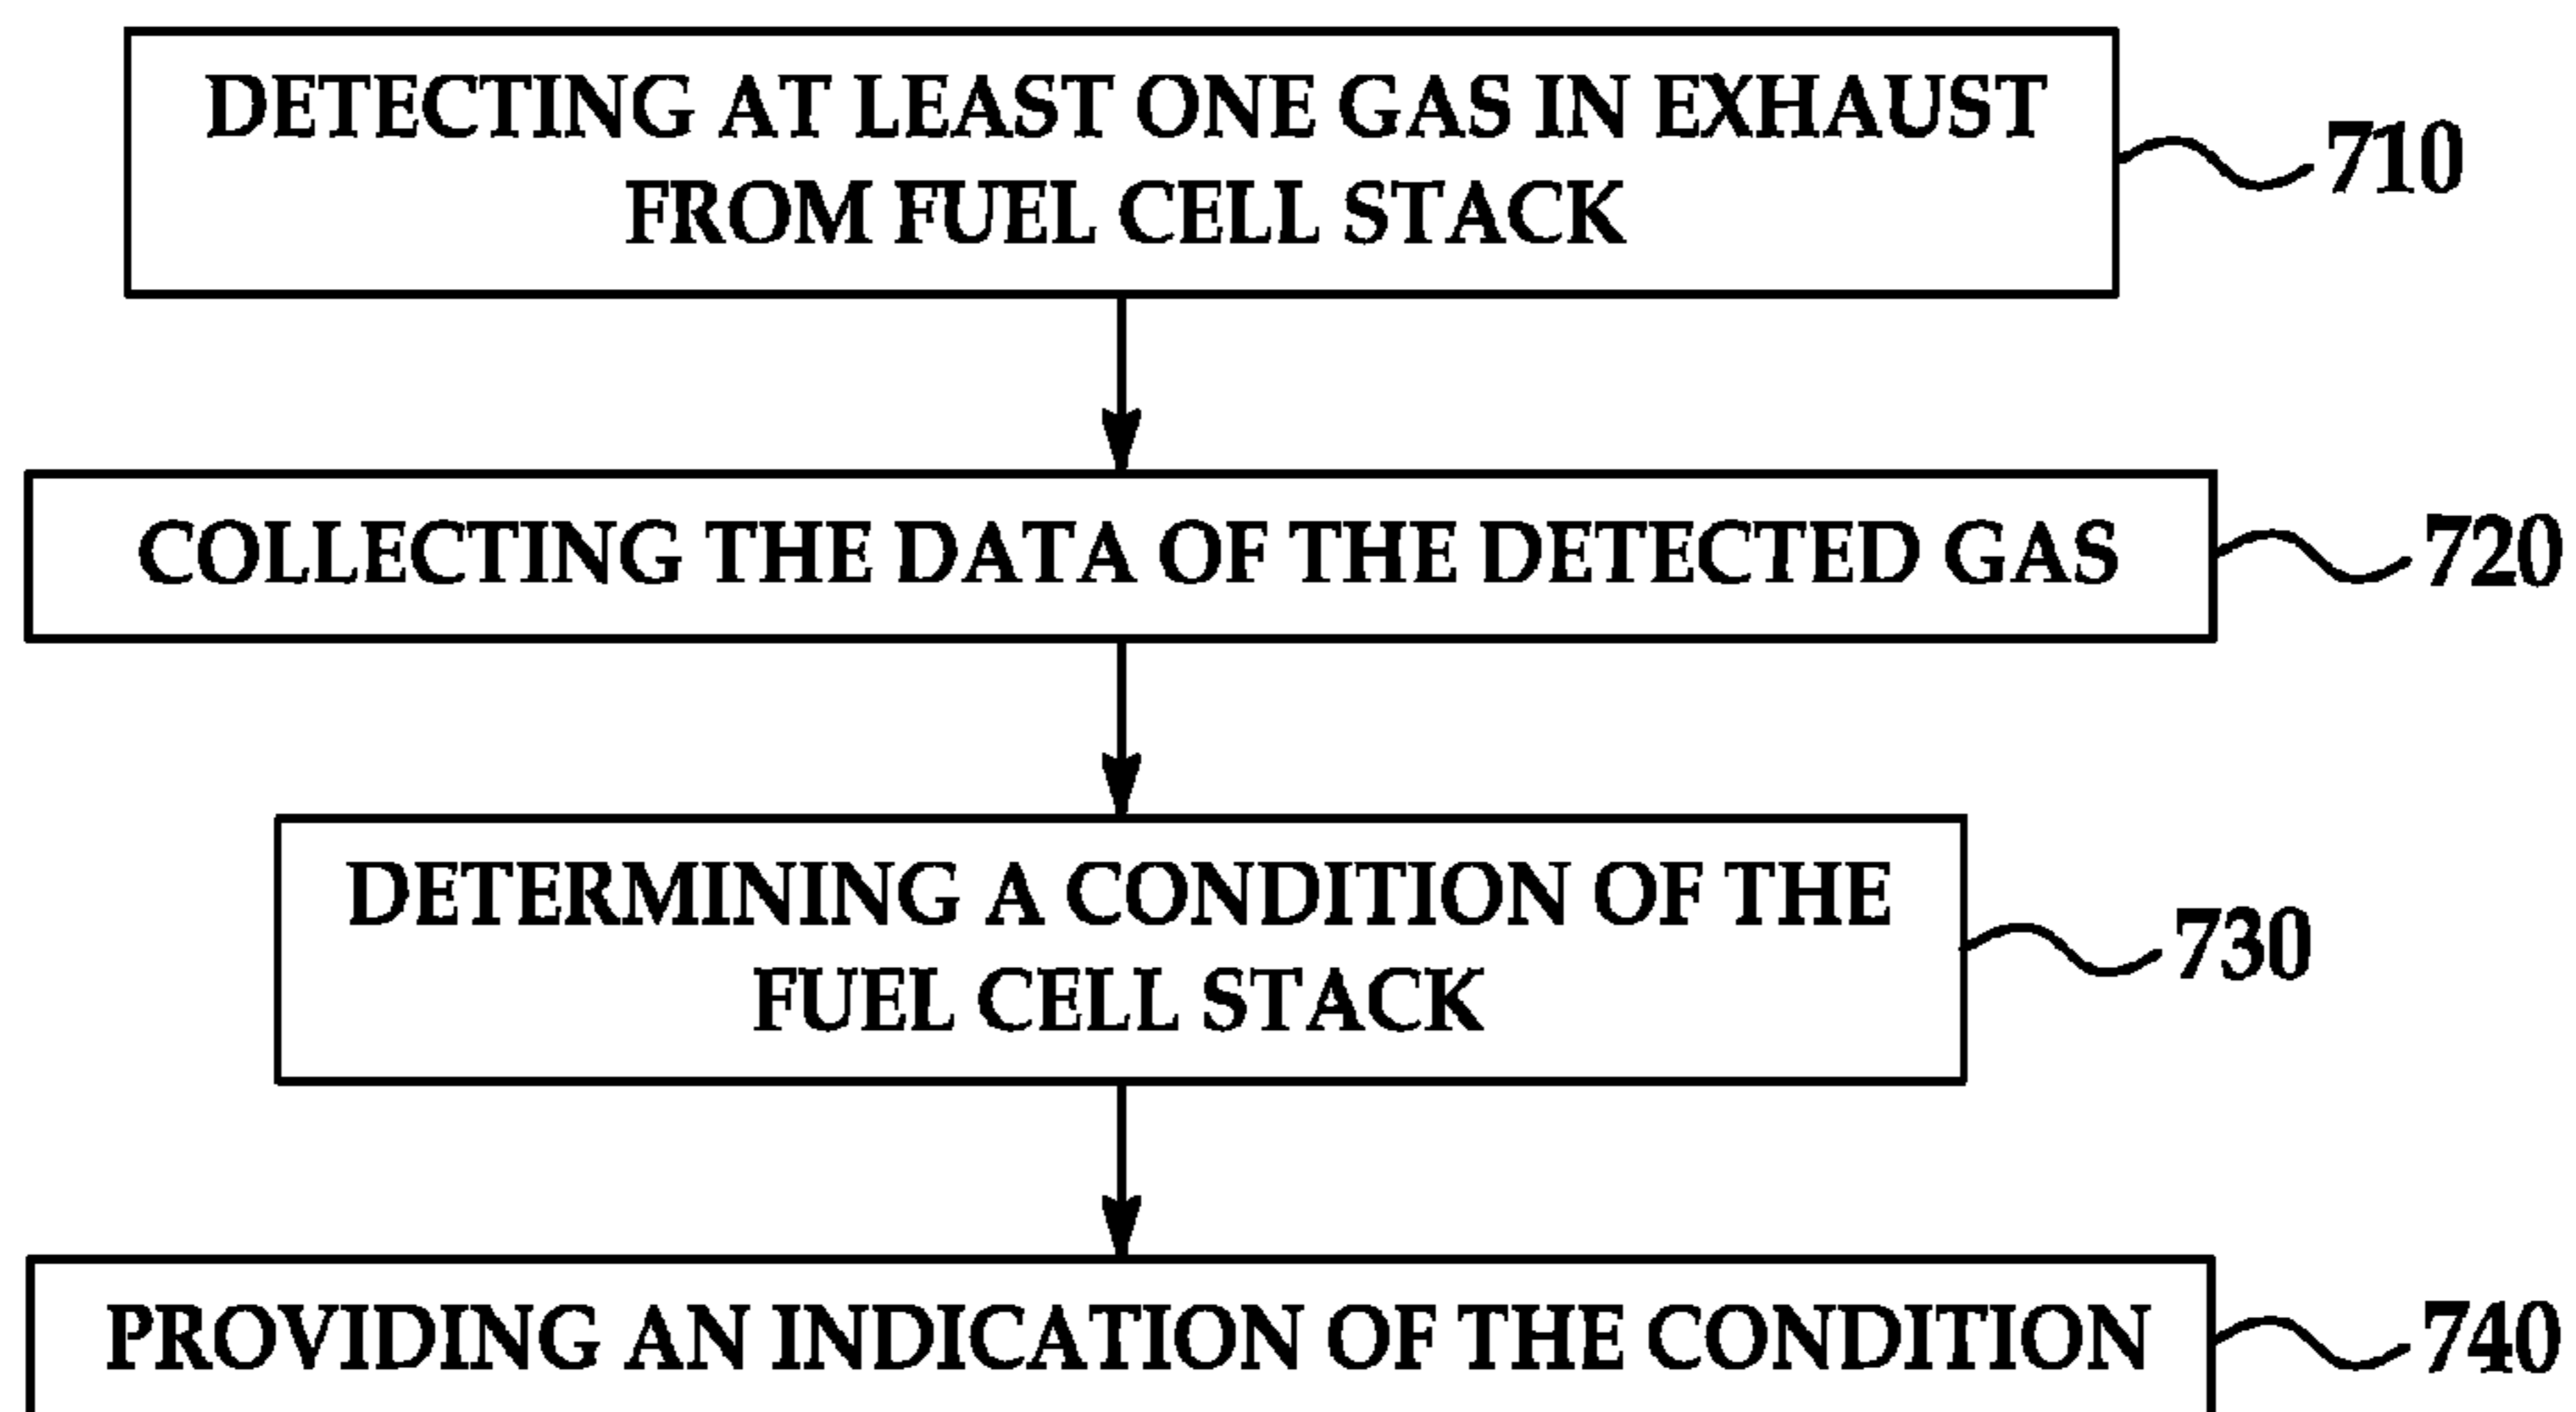 DETECTING AT LEAST ONE GAS IN EXHAUST
FROM FUEL CELL STACK
710
COLLECTING THE DATA OF THE DETECTED GAS
720
DETERMINING A CONDITION OF THE
FUEL CELL STACK
730
PROVIDING AN INDICATION OF THE CONDITION
740